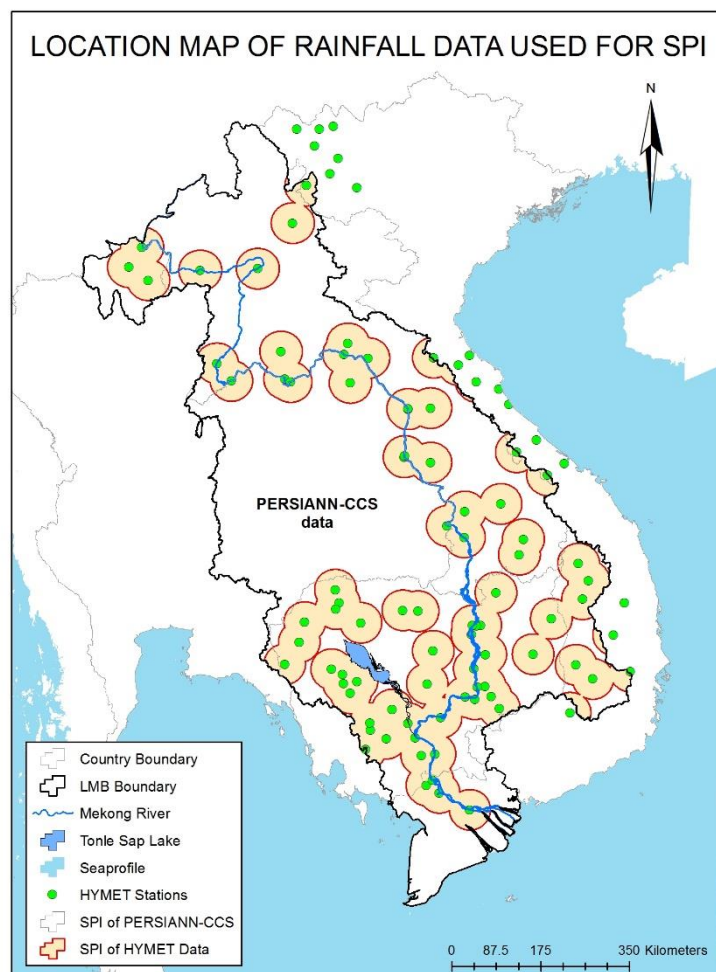 LOCATION MAP OF RAINFALL DATA USED FOR SPI
N
PERSIANN-CCS
data
Country Boundary
LMB Boundary
Mekong River
Tonle Sap Lake
Seaprofile
HYMET Stations
SPI of PERSIANN-CCS
SPI of HYMET Data
0 87.5 175 350 Kilometers